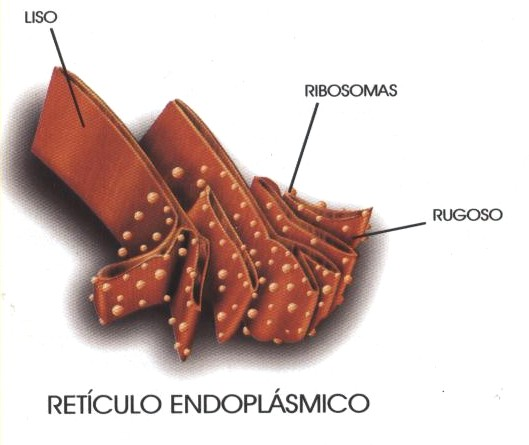 LISO
RIBOSOMAS
RUGOSO
RETÍCULO ENDOPLÁSMICO